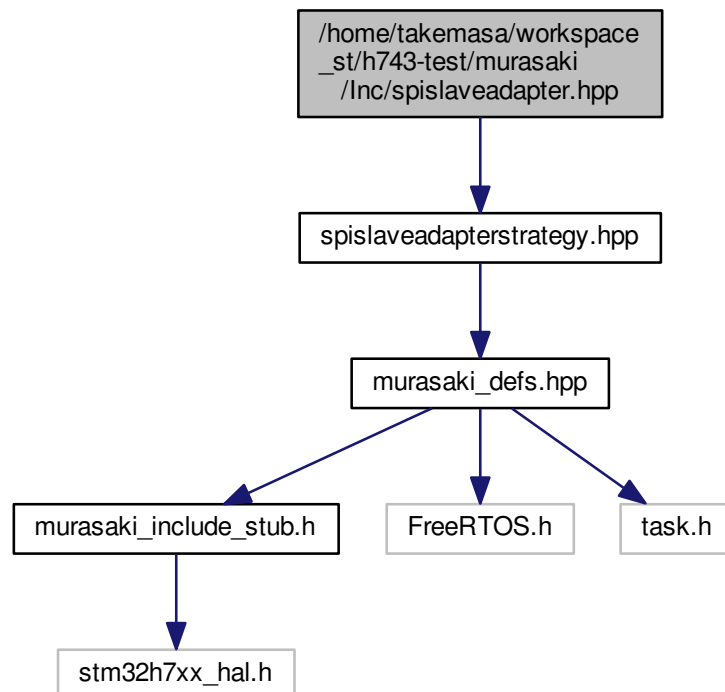 /home/takemasa/workspace
_st/h743-test/murasaki
/Inc/spislaveadapter.hpp
spislaveadapterstrategy.hpp
murasaki_defs.hpp
murasaki_include_stub.h
FreeRTOS.h
task.h
stm32h7xx_hal.h